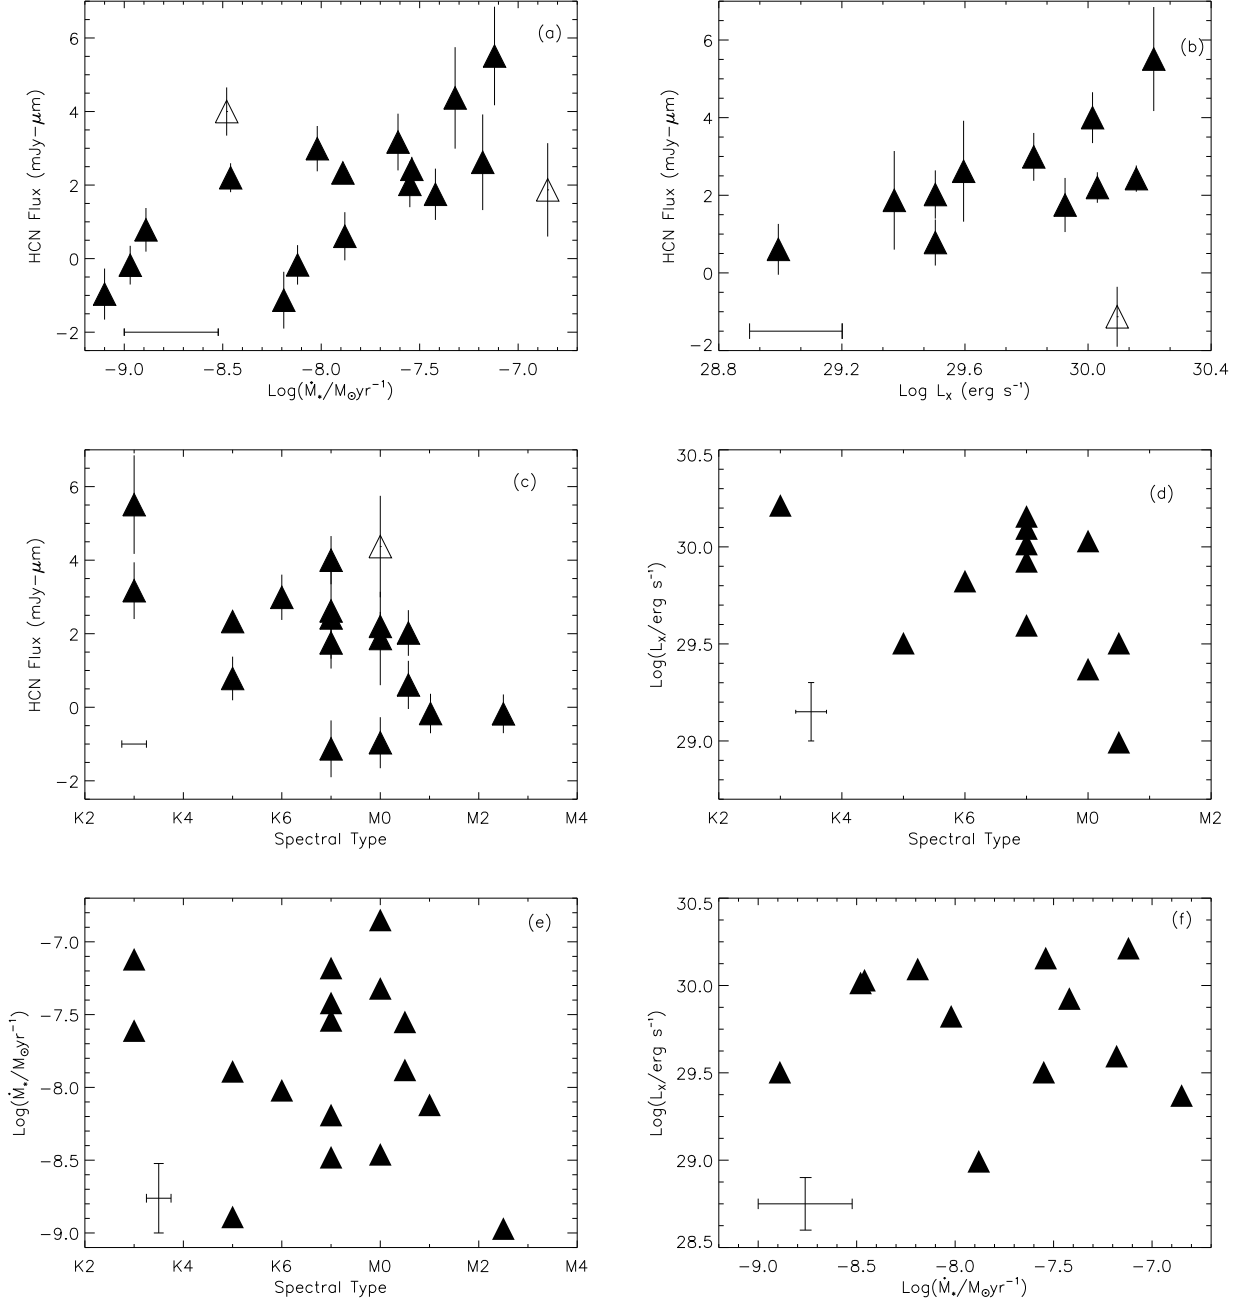 (a)
HCN Flux (mJy−μm)
6
4
2
0
−2
−9.0 −8.5 −8.0 −7.5 −7.0
Log(Ṁ*/M⊙yr⁻¹)
(b)
HCN Flux (mJy−μm)
6
4
2
0
−2
28.8 29.2 29.6 30.0 30.4
Log Lₓ (erg s⁻¹)
(c)
HCN Flux (mJy−μm)
6
4
2
0
−2
K2 K4 K6 M0 M2 M4
Spectral Type
(d)
Log(Lₓ/erg s⁻¹)
30.5
30.0
29.5
29.0
K2 K4 K6 M0 M2
Spectral Type
(e)
Log(Ṁ*/M⊙yr⁻¹)
−7.0
−7.5
−8.0
−8.5
−9.0
K2 K4 K6 M0 M2 M4
Spectral Type
(f)
Log(Lₓ/erg s⁻¹)
30.5
30.0
29.5
29.0
28.5
−9.0 −8.5 −8.0 −7.5 −7.0
Log(Ṁ*/M⊙yr⁻¹)